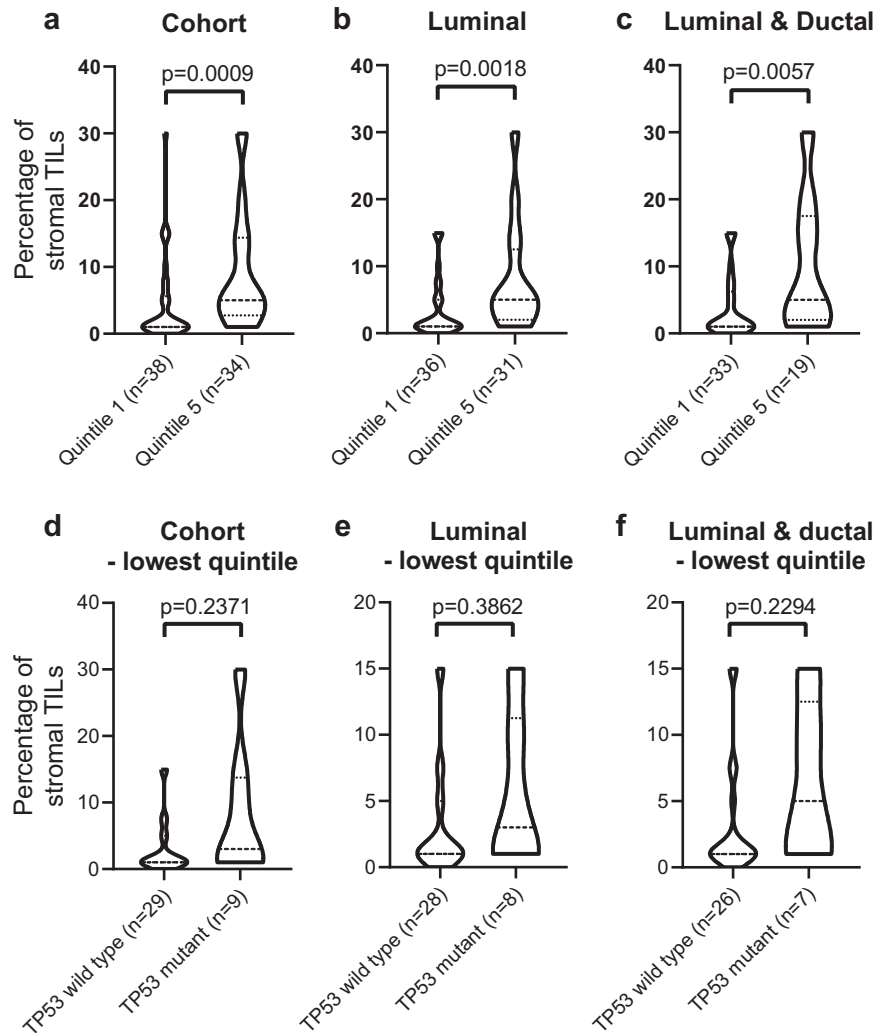 a Cohort
b Luminal
c Luminal & Ductal
Percentage of
stromal TILs
40
30
20
10
0
p=0.0009
Quintile 1 (n=38)
Quintile 5 (n=34)
40
30
20
10
0
p=0.0018
Quintile 1 (n=36)
Quintile 5 (n=31)
40
30
20
10
0
p=0.0057
Quintile 1 (n=33)
Quintile 5 (n=19)
d Cohort
- lowest quintile
e Luminal
- lowest quintile
f Luminal & ductal
- lowest quintile
Percentage of
stromal TILs
40
30
20
10
0
p=0.2371
TP53 wild type (n=29)
TP53 mutant (n=9)
20
15
10
5
0
p=0.3862
TP53 wild type (n=28)
TP53 mutant (n=8)
20
15
10
5
0
p=0.2294
TP53 wild type (n=26)
TP53 mutant (n=7)